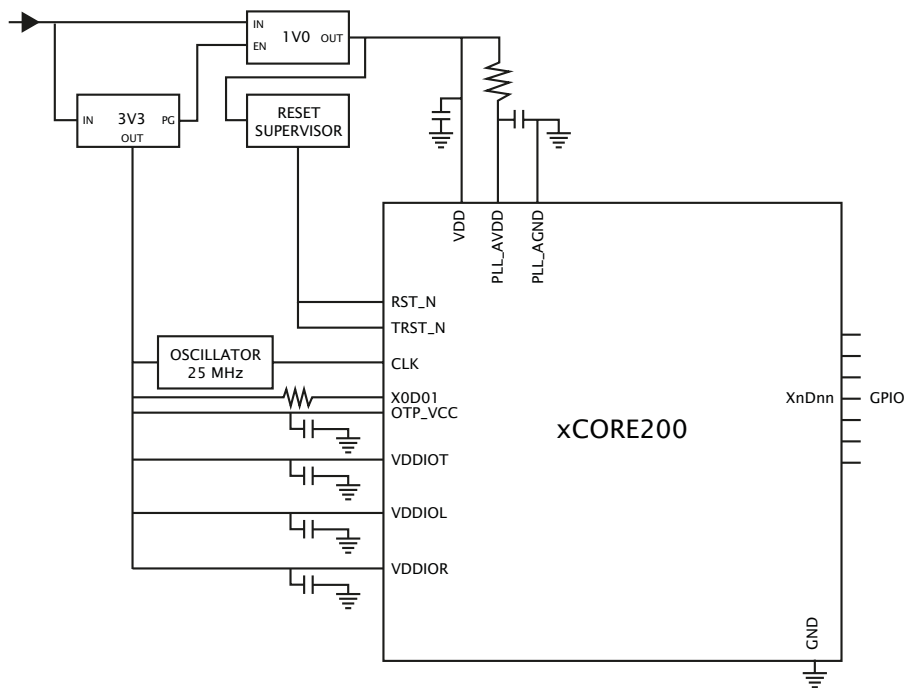 IN
1V0
OUT
EN
IN
3V3
PG
OUT
RESET
SUPERVISOR
VDD
PLL_AVDD
PLL_AGND
RST_N
TRST_N
OSCILLATOR
25 MHz
CLK
X0D01
OTP_VCC
XnDnn
GPIO
xCORE200
VDDIOT
VDDIOL
VDDIOR
GND